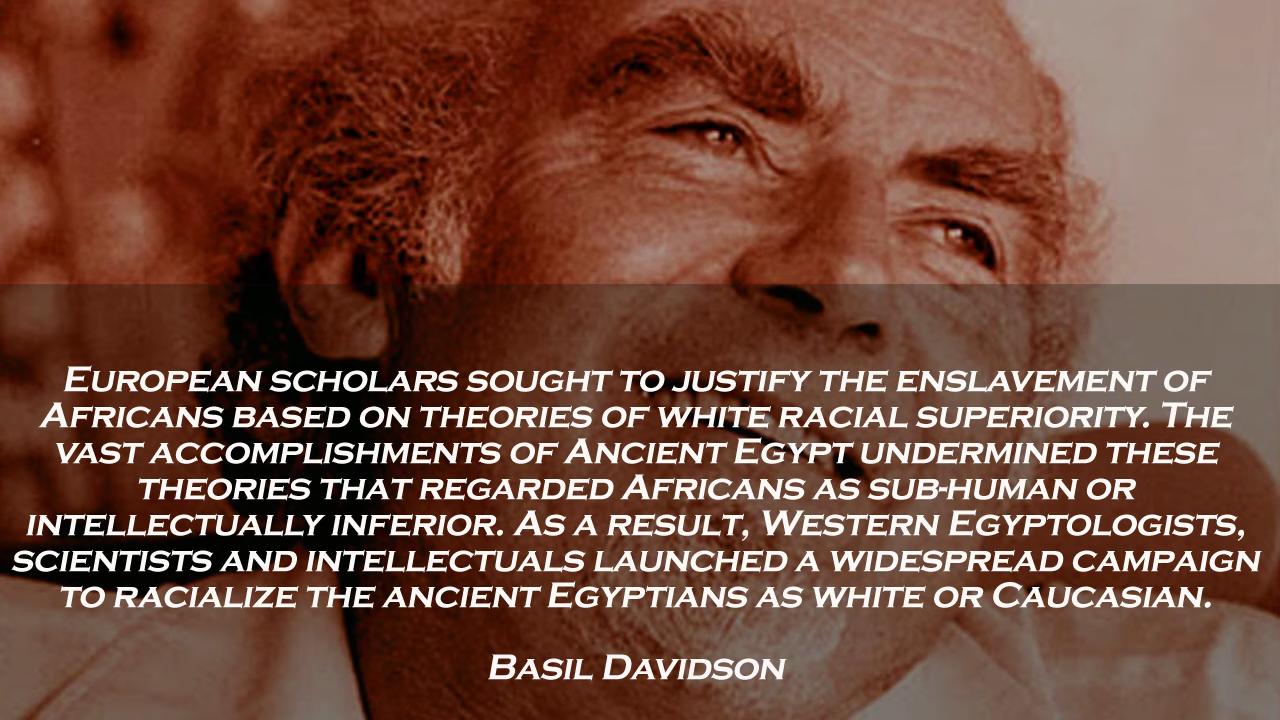 European scholars sought to justify the enslavement of
Africans based on theories of white racial superiority. The
vast accomplishments of Ancient Egypt undermined these
theories that regarded Africans as sub-human or
intellectually inferior. As a result, Western Egyptologists,
scientists and intellectuals launched a widespread campaign
to racialize the ancient Egyptians as white or Caucasian.
Basil Davidson